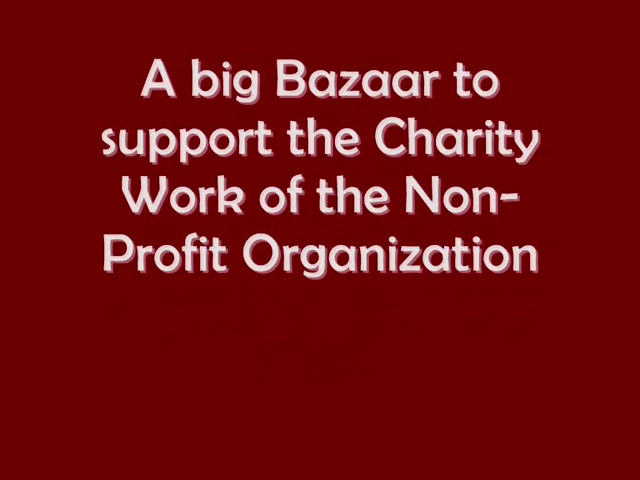 A big Bazaar to
support the Charity
Work of the Non-
Profit Organization